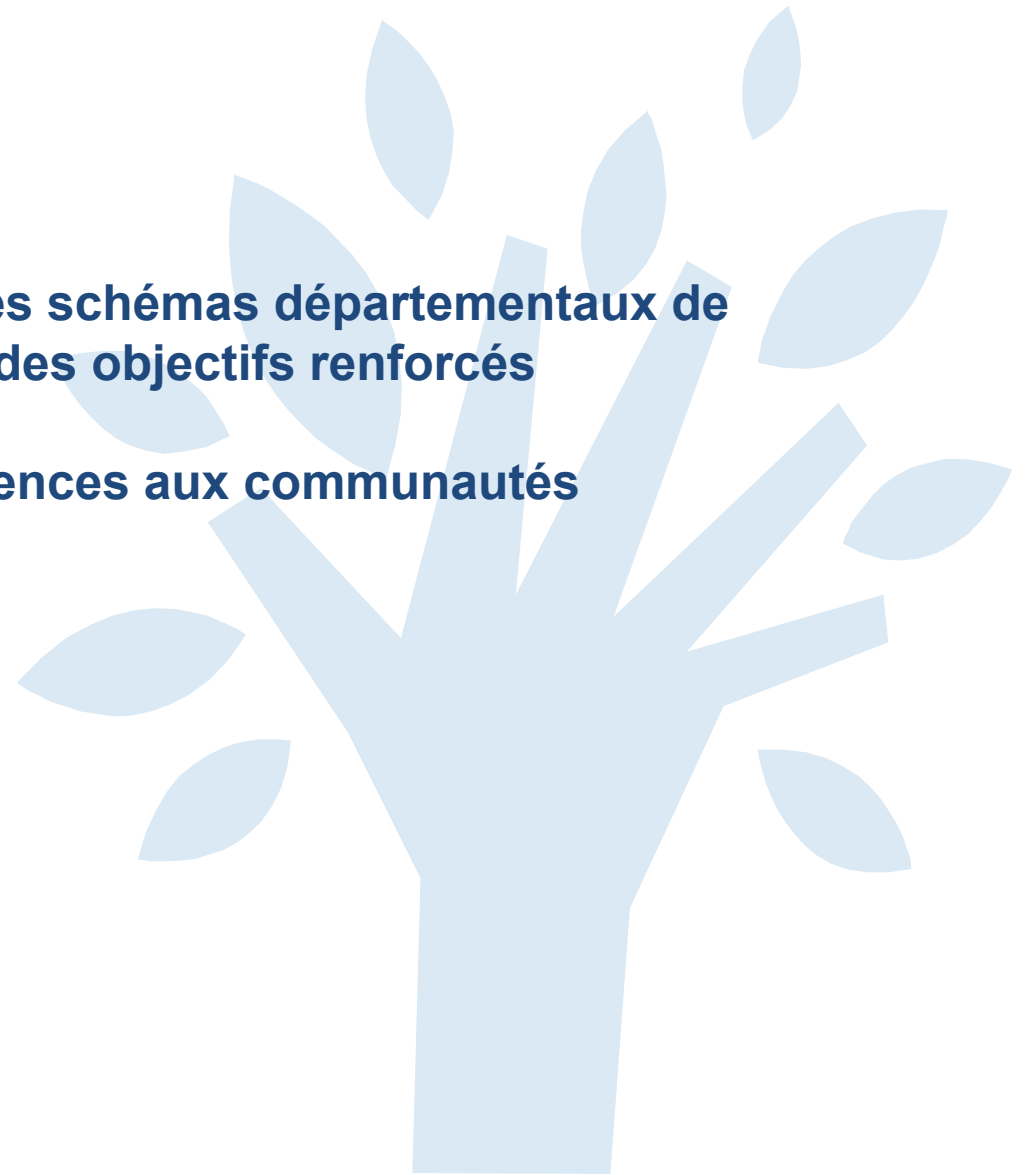 es schémas départementaux de
des objectifs renforcés
ences aux communautés